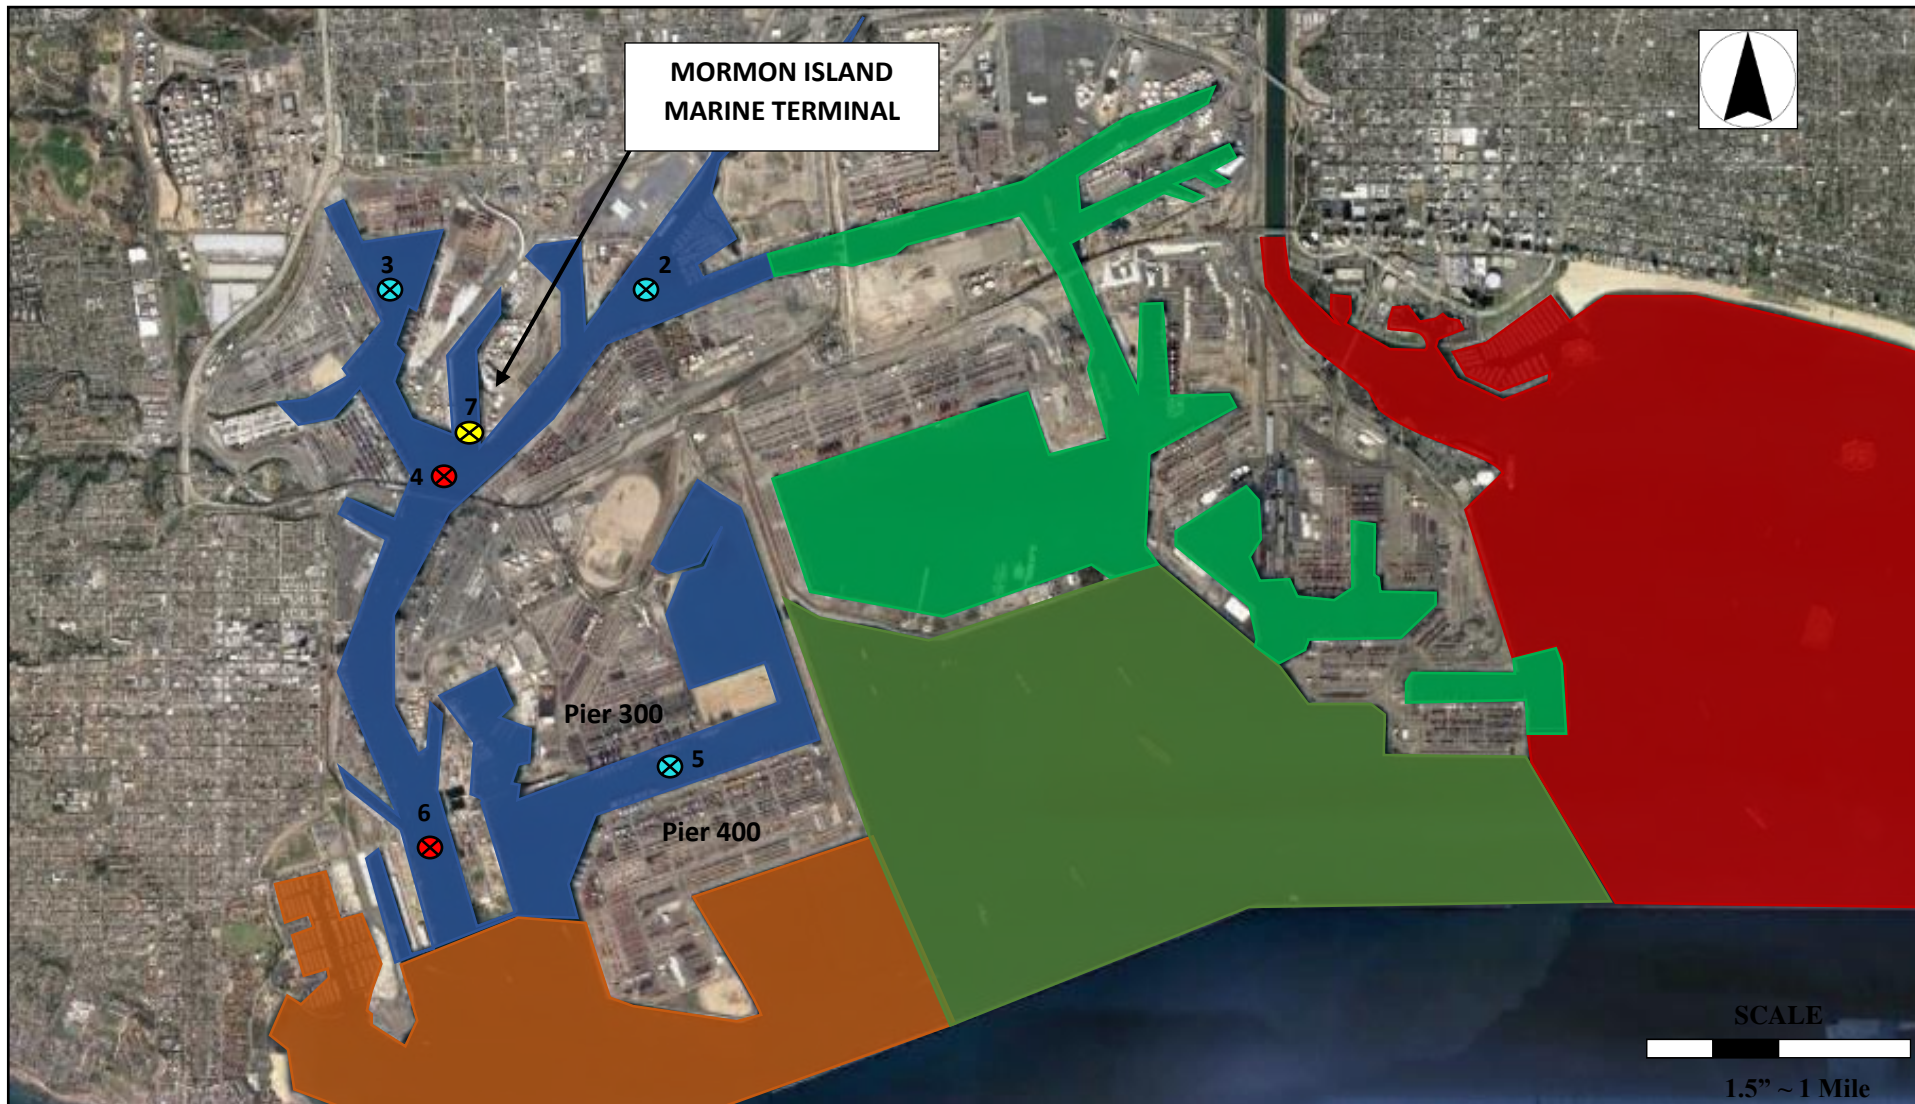 MORMON ISLAND
MARINE TERMINAL
3
2
7
4
Pier 300
5
6
Pier 400
SCALE
1.5” ~ 1 Mile